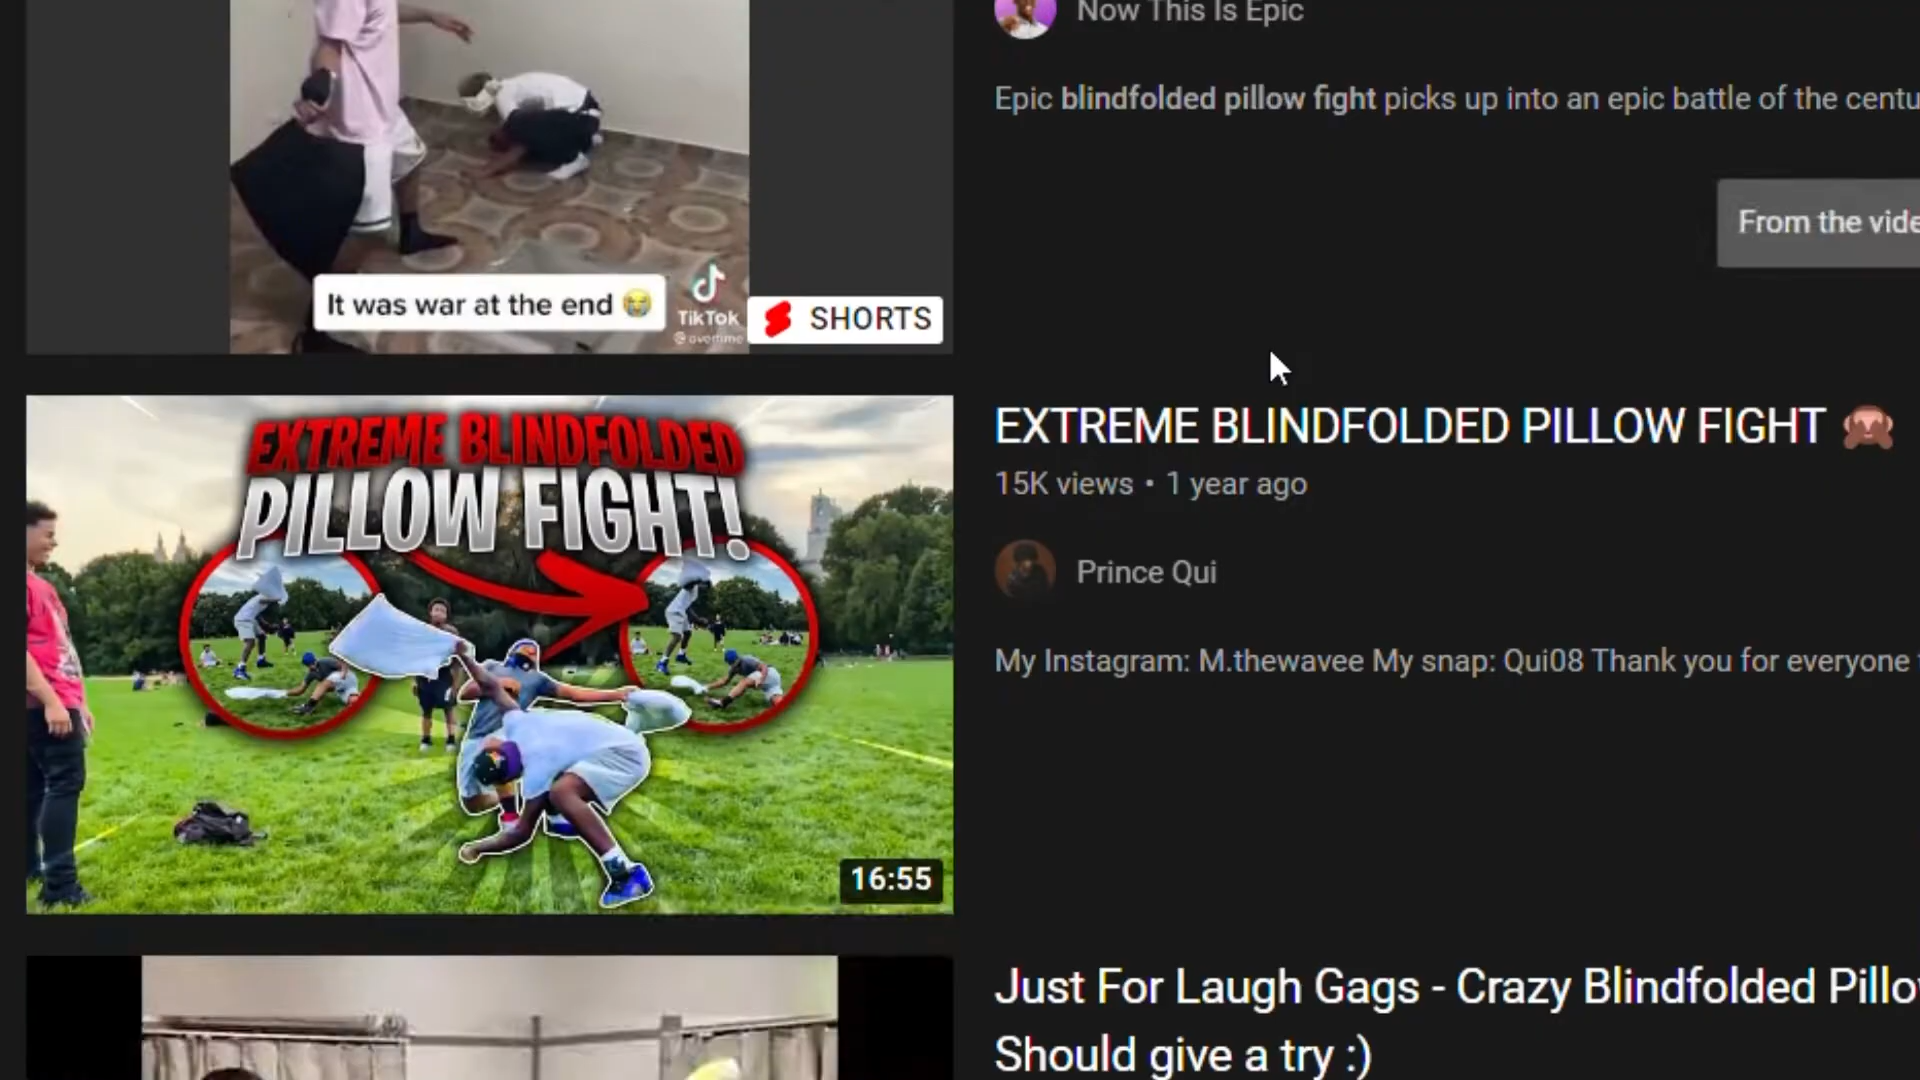 Now This Is Epic
Epic blindfolded pillow fight picks up into an epic battle of the centu
From the vide
It was war at the end 😭
TikTok
@overtime
SHORTS
EXTREME BLINDFOLDED
PILLOW FIGHT!
16:55
EXTREME BLINDFOLDED PILLOW FIGHT 🙈
15K views • 1 year ago
Prince Qui
My Instagram: M.thewavee My snap: Qui08 Thank you for everyone
Just For Laugh Gags - Crazy Blindfolded Pillo
Should give a try :)